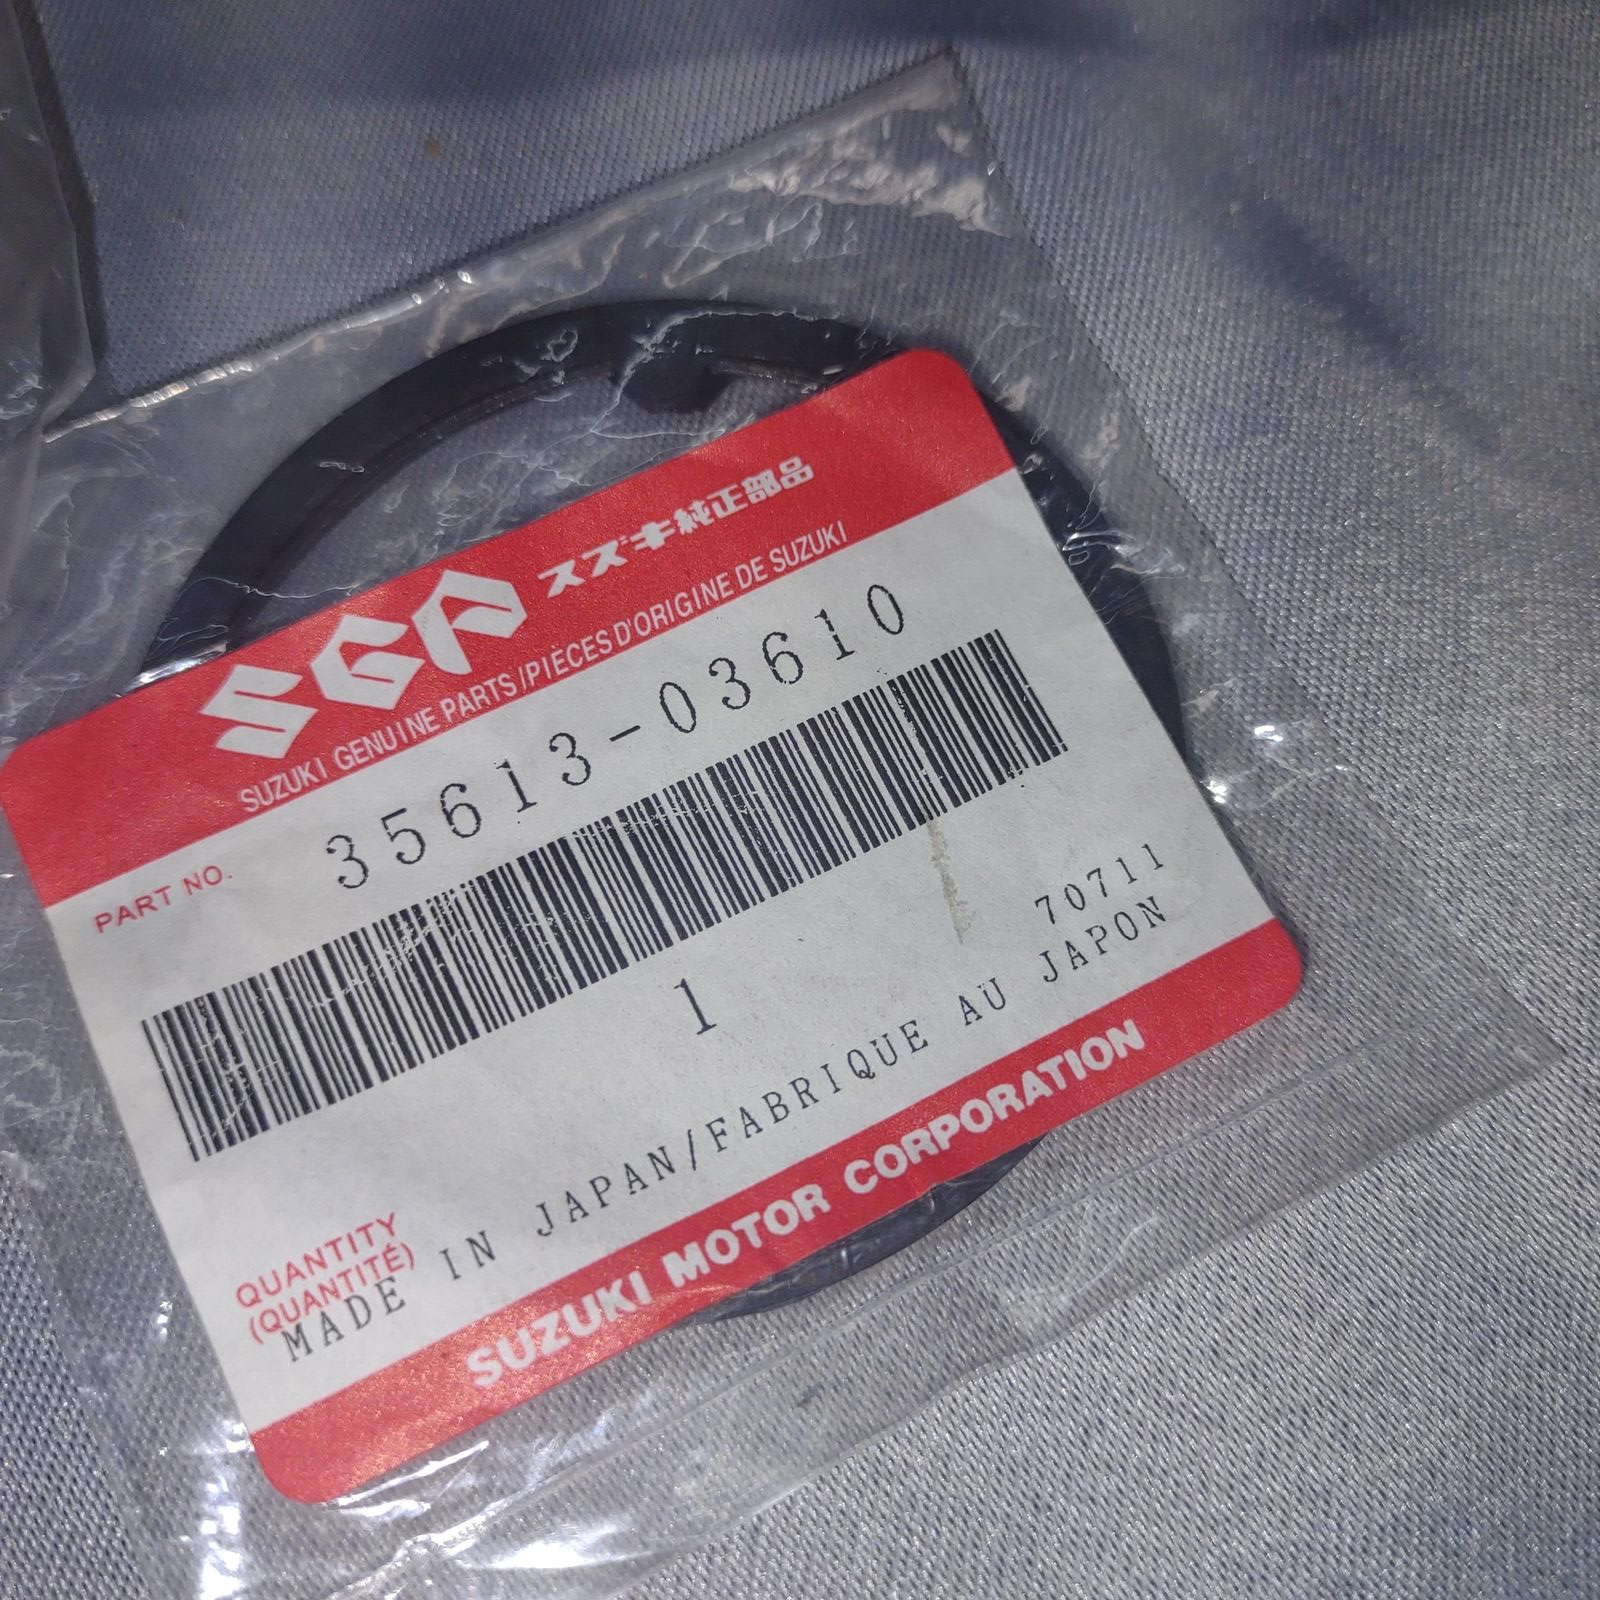 SGP スズキ純正部品
SUZUKI GENUINE PARTS/PIÈCES D'ORIGINE DE SUZUKI
PART NO. 35613-03610
1
70711
QUANTITY
(QUANTITÉ)
MADE IN JAPAN/FABRIQUE AU JAPON
SUZUKI MOTOR CORPORATION